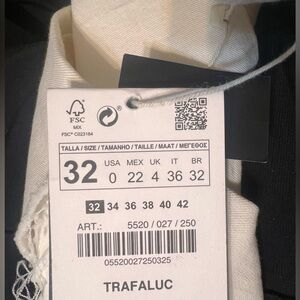 FSC
MIX
FSC® C023184
TALLA / SIZE / TAMANHO / TAILLE / MAAT / ΜΕΓΕΘΟΣ
32
USA MEX UK IT BR
0 22 4 36 32
32 34 36 38 40 42
ART.: 5520 / 027 / 250
05520027250325
TRAFALUC